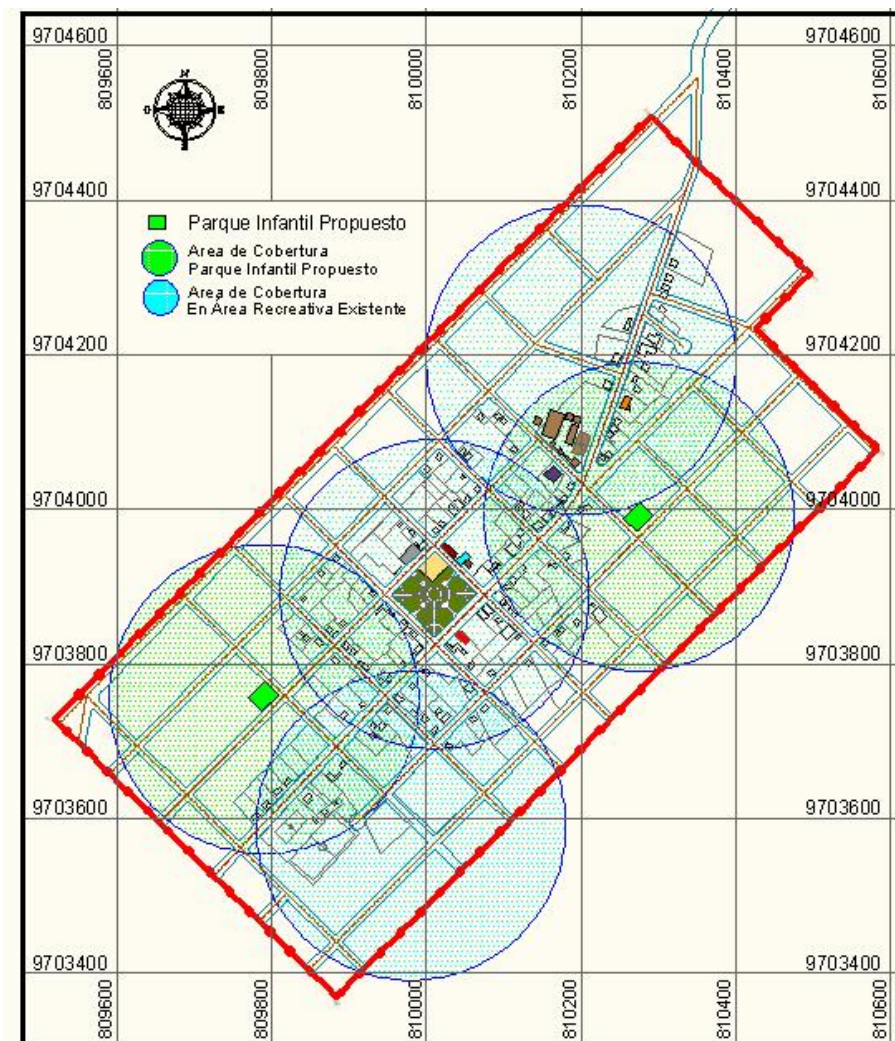 9704600
9704600
809600
809800
810000
810200
810400
810600
N
O
E
S
9704400
9704400
Parque Infantil Propuesto
Area de Cobertura
Parque Infantil Propuesto
Area de Cobertura
En Area Recreativa Existente
9704200
9704200
9704000
9704000
9703800
9703800
9703600
9703600
9703400
9703400
809600
809800
810000
810200
810400
810600